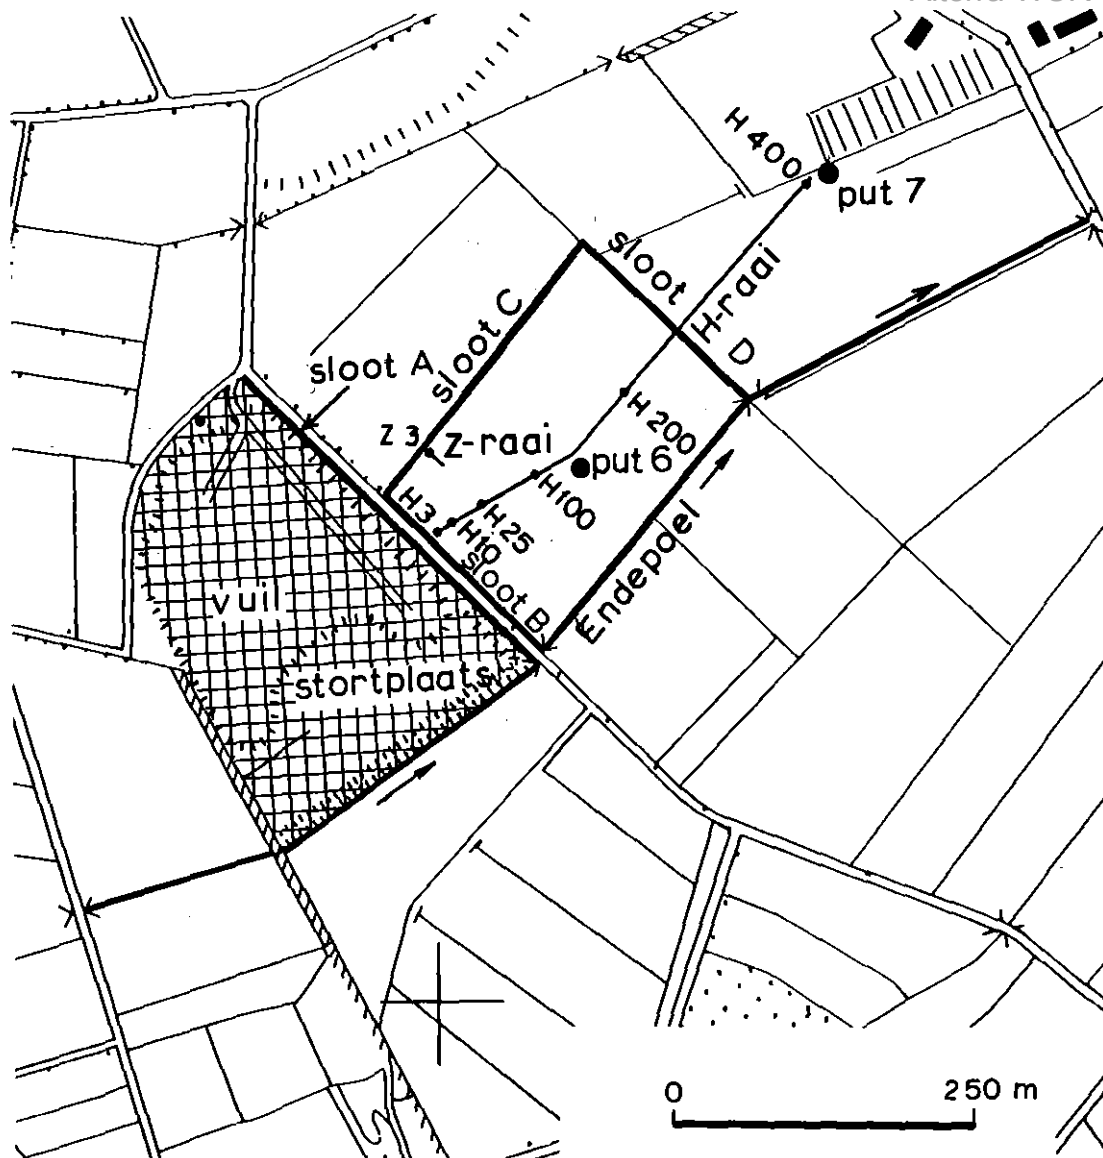 H 400
put 7
sloot
H-raai
D
sloot C
sloot A
Z 3
Z-raai
H 200
put 6
H100
H3
H25
H10
sloot B
Endepoel
vuil
stortplaats
0
250 m